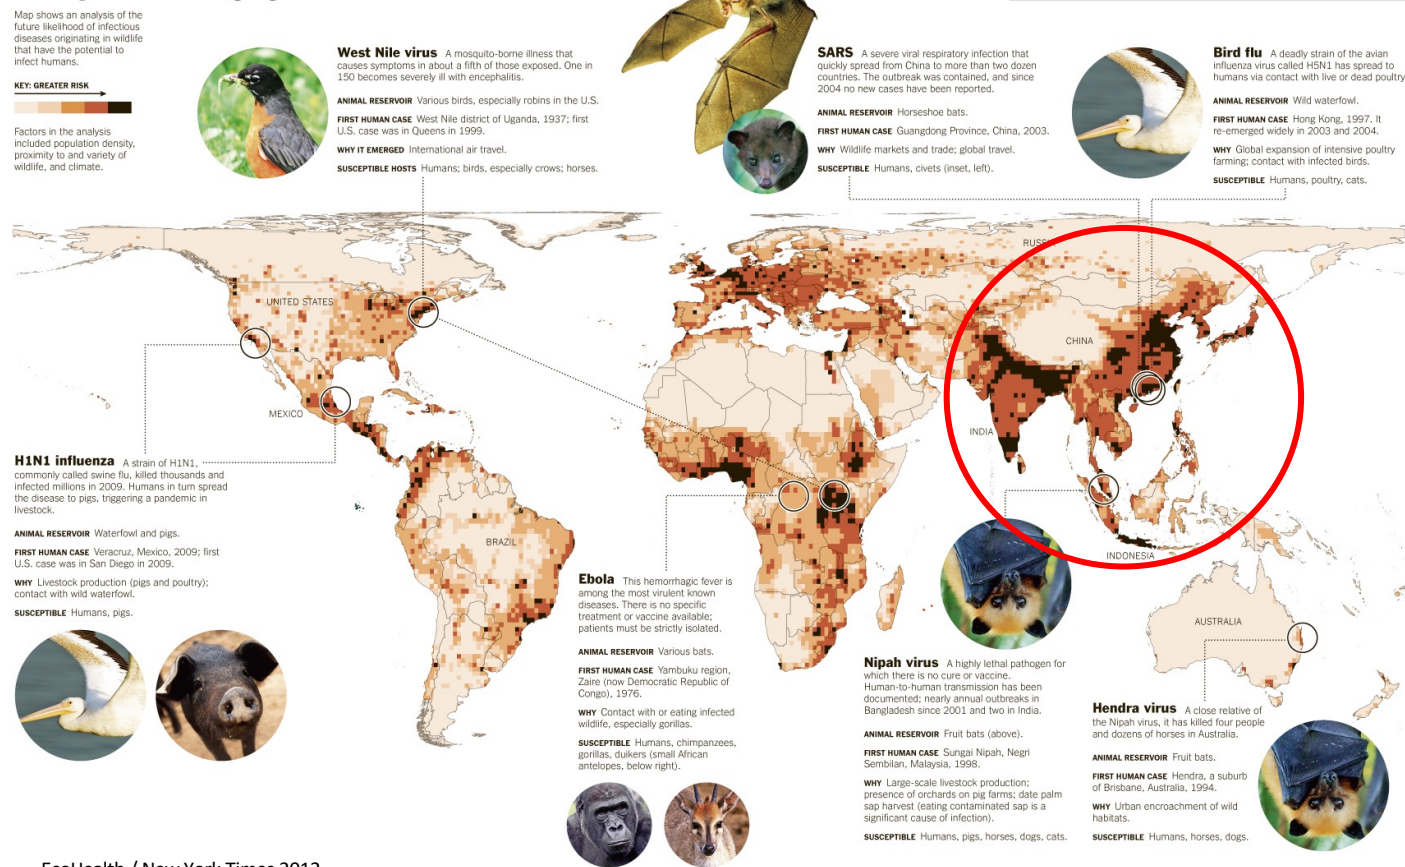 Map shows an analysis of the
future likelihood of infectious
diseases originating in wildlife
that have the potential to
infect humans.
KEY: GREATER RISK
Factors in the analysis
included population density,
proximity to and variety of
wildlife, and climate.
West Nile virus A mosquito-borne illness that
causes symptoms in about a fifth of those exposed. One in
150 becomes severely ill with encephalitis.
ANIMAL RESERVOIR Various birds, especially robins in the U.S.
FIRST HUMAN CASE West Nile district of Uganda, 1937; first
U.S. case was in Queens in 1999.
WHY IT EMERGED International air travel.
SUSCEPTIBLE HOSTS Humans; birds, especially crows; horses.
SARS A severe viral respiratory infection that
quickly spread from China to more than two dozen
countries. The outbreak was contained, and since
2004 no new cases have been reported.
ANIMAL RESERVOIR Horseshoe bats.
FIRST HUMAN CASE Guangdong Province, China, 2003.
WHY Wildlife markets and trade; global travel.
SUSCEPTIBLE Humans, civets (inset, left).
Bird flu A deadly strain of the avian
influenza virus called H5N1 has spread to
humans via contact with live or dead poultry
ANIMAL RESERVOIR Wild waterfowl.
FIRST HUMAN CASE Hong Kong, 1997. It
re-emerged widely in 2003 and 2004.
WHY Global expansion of intensive poultry
farming; contact with infected birds.
SUSCEPTIBLE Humans, poultry, cats.
RUSSIA
UNITED STATES
CHINA
MEXICO
INDIA
BRAZIL
INDONESIA
AUSTRALIA
H1N1 influenza A strain of H1N1,
commonly called swine flu, killed thousands and
infected millions in 2009. Humans in turn spread
the disease to pigs, triggering a pandemic in
livestock.
ANIMAL RESERVOIR Waterfowl and pigs.
FIRST HUMAN CASE Veracruz, Mexico, 2009; first
U.S. case was in San Diego in 2009.
WHY Livestock production (pigs and poultry);
contact with wild waterfowl.
SUSCEPTIBLE Humans, pigs.
Ebola This hemorrhagic fever is
among the most virulent known
diseases. There is no specific
treatment or vaccine available;
patients must be strictly isolated.
ANIMAL RESERVOIR Various bats.
FIRST HUMAN CASE Yambuku region,
Zaire (now Democratic Republic of
Congo), 1976.
WHY Contact with or eating infected
wildlife, especially gorillas.
SUSCEPTIBLE Humans, chimpanzees,
gorillas, duikers (small African
antelopes, below right).
Nipah virus A highly lethal pathogen for
which there is no cure or vaccine.
Human-to-human transmission has been
documented; nearly annual outbreaks in
Bangladesh since 2001 and two in India.
ANIMAL RESERVOIR Fruit bats (above).
FIRST HUMAN CASE Sungai Nipah, Negri
Sembilan, Malaysia, 1998.
WHY Large-scale livestock production;
presence of orchards on pig farms; date palm
sap harvest (eating contaminated sap is a
significant cause of infection).
SUSCEPTIBLE Humans, pigs, horses, dogs, cats.
Hendra virus A close relative of
the Nipah virus, it has killed four people
and dozens of horses in Australia.
ANIMAL RESERVOIR Fruit bats.
FIRST HUMAN CASE Hendra, a suburb
of Brisbane, Australia, 1994.
WHY Urban encroachment of wild
habitats.
SUSCEPTIBLE Humans, horses, dogs.
EcoHealth / New York Times 2012